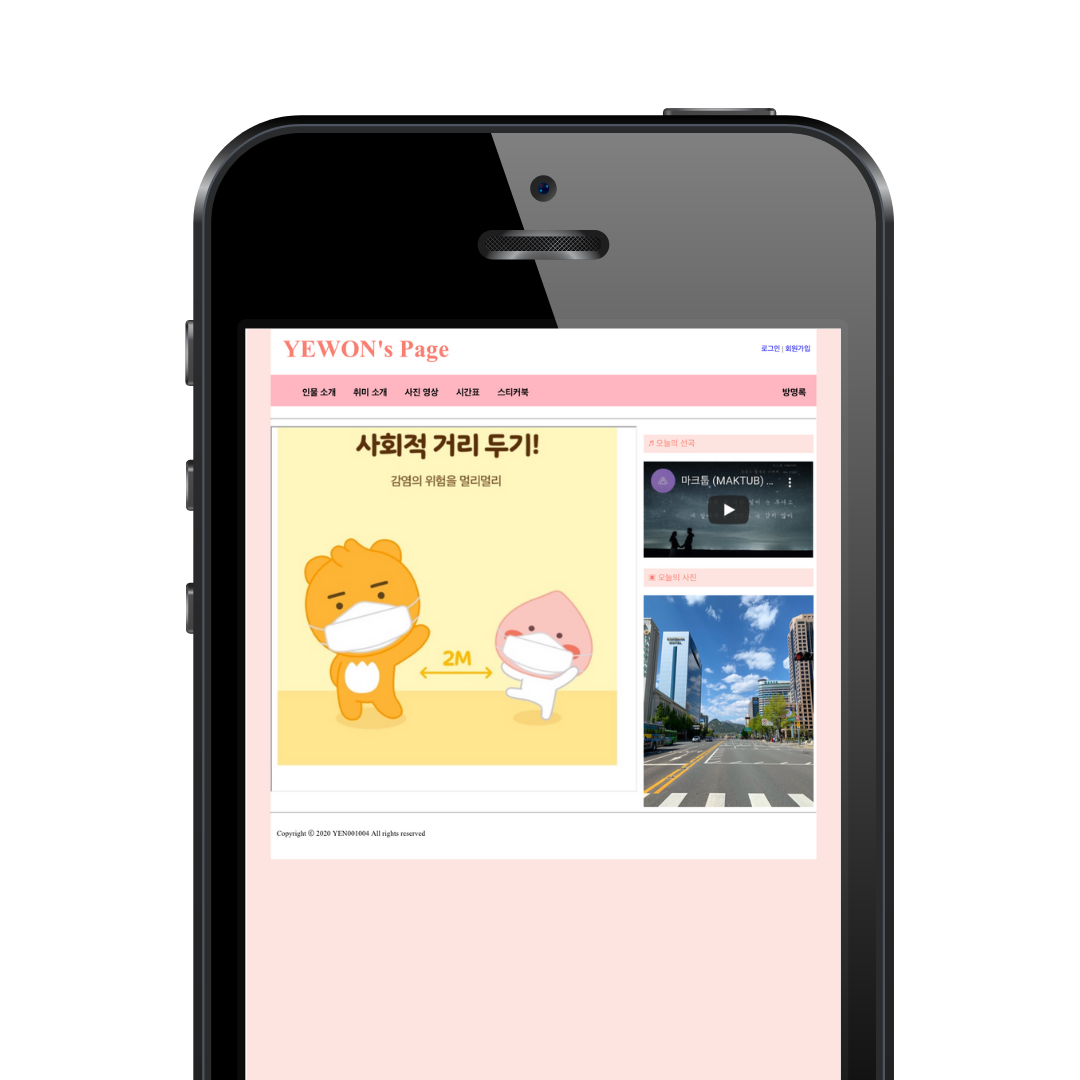 YEWON's Page
로그인 | 회원가입
인물 소개 취미 소개 사진 영상 시간표 스티커북 방명록
사회적 거리 두기!
감염의 위험을 멀리멀리
2M
♬ 오늘의 선곡
마크툽 (MAKTUB) ...
▣ 오늘의 사진
Copyright ⓒ 2020 YEN001004 All rights reserved